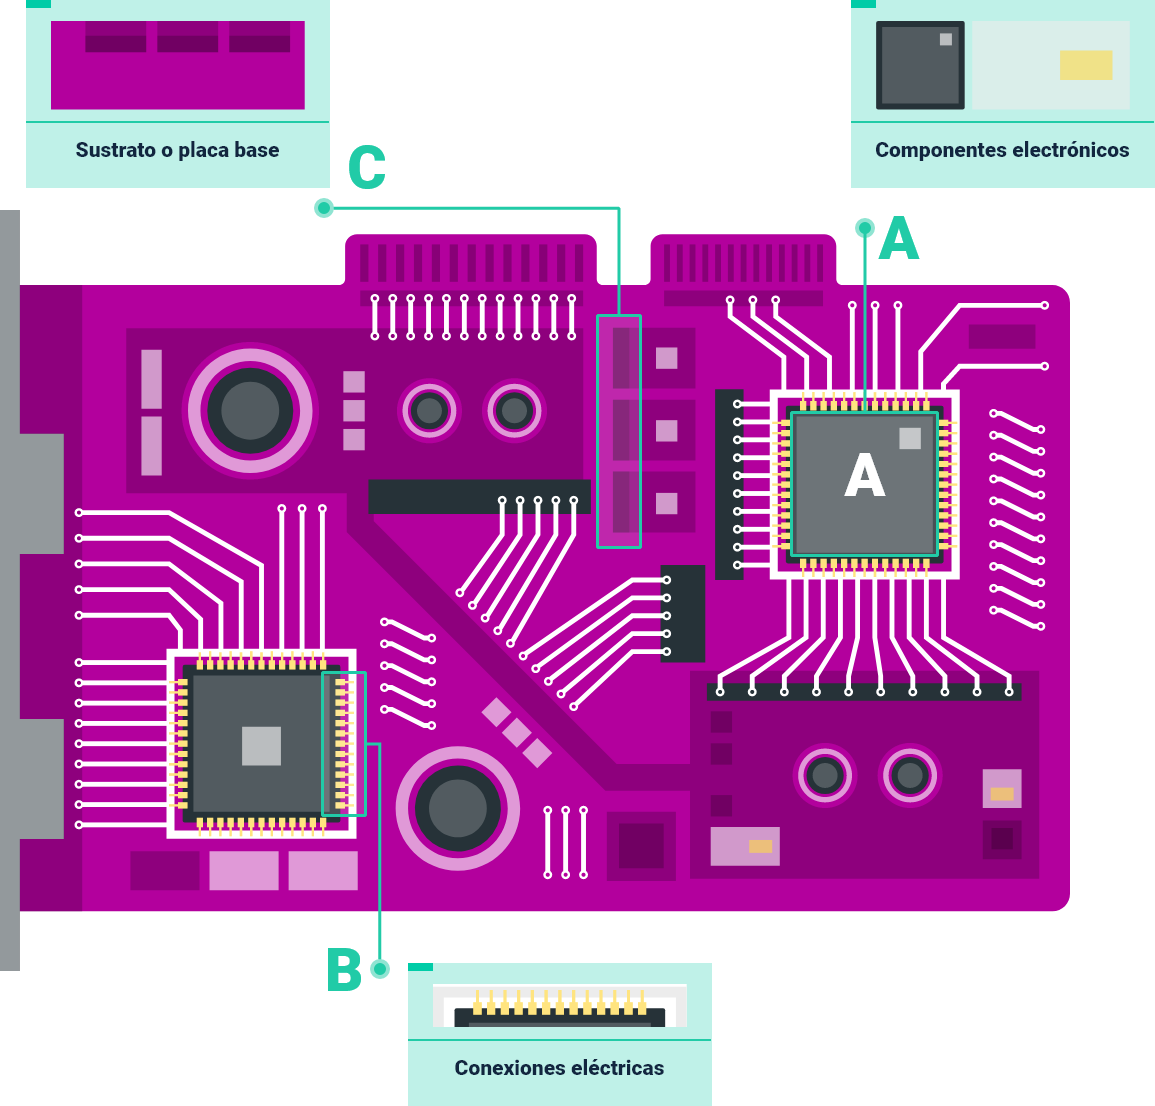 Sustrato o placa base
Componentes electrónicos
C
A
A
B
Conexiones eléctricas